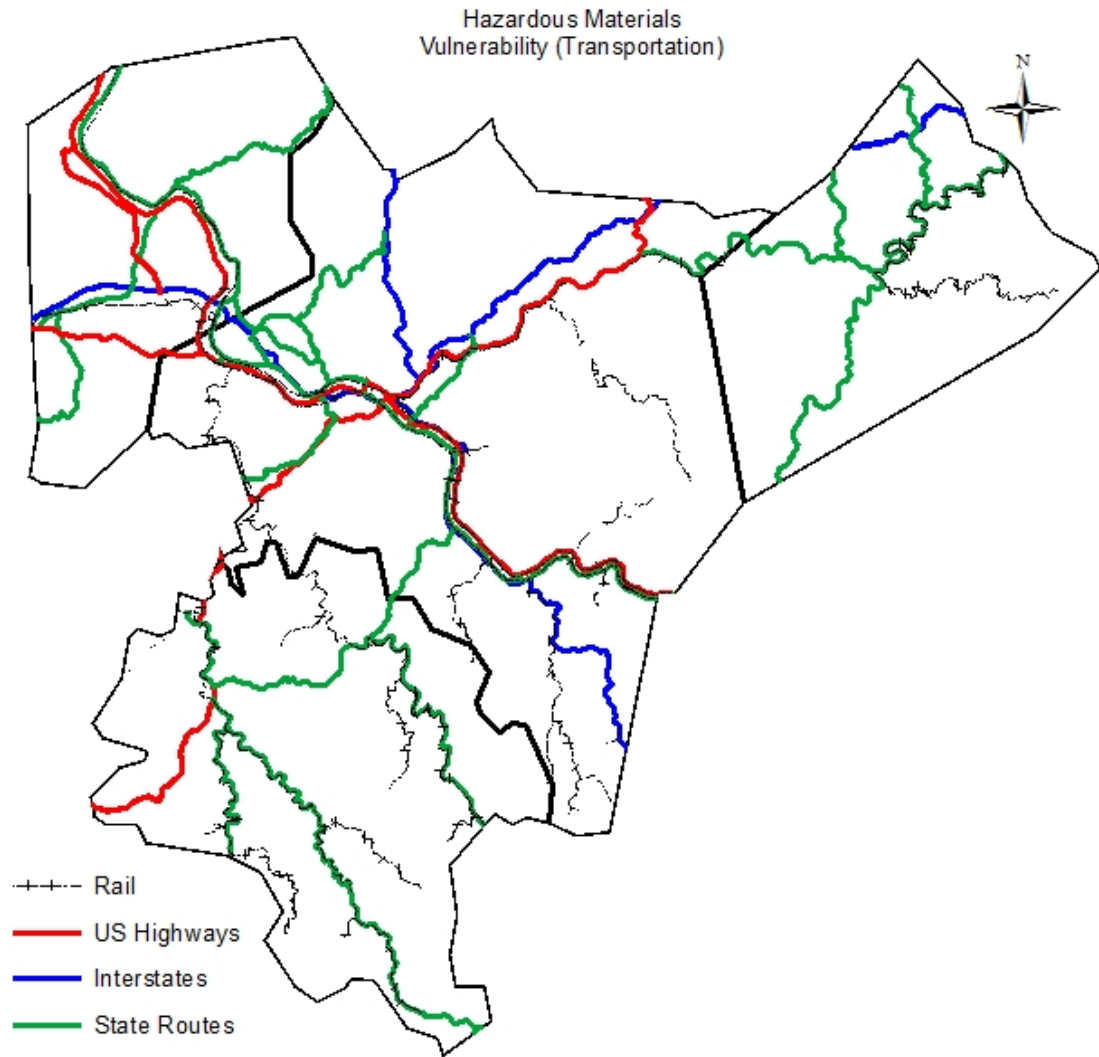 Hazardous Materials
Vulnerability (Transportation)
N
Rail
US Highways
Interstates
State Routes